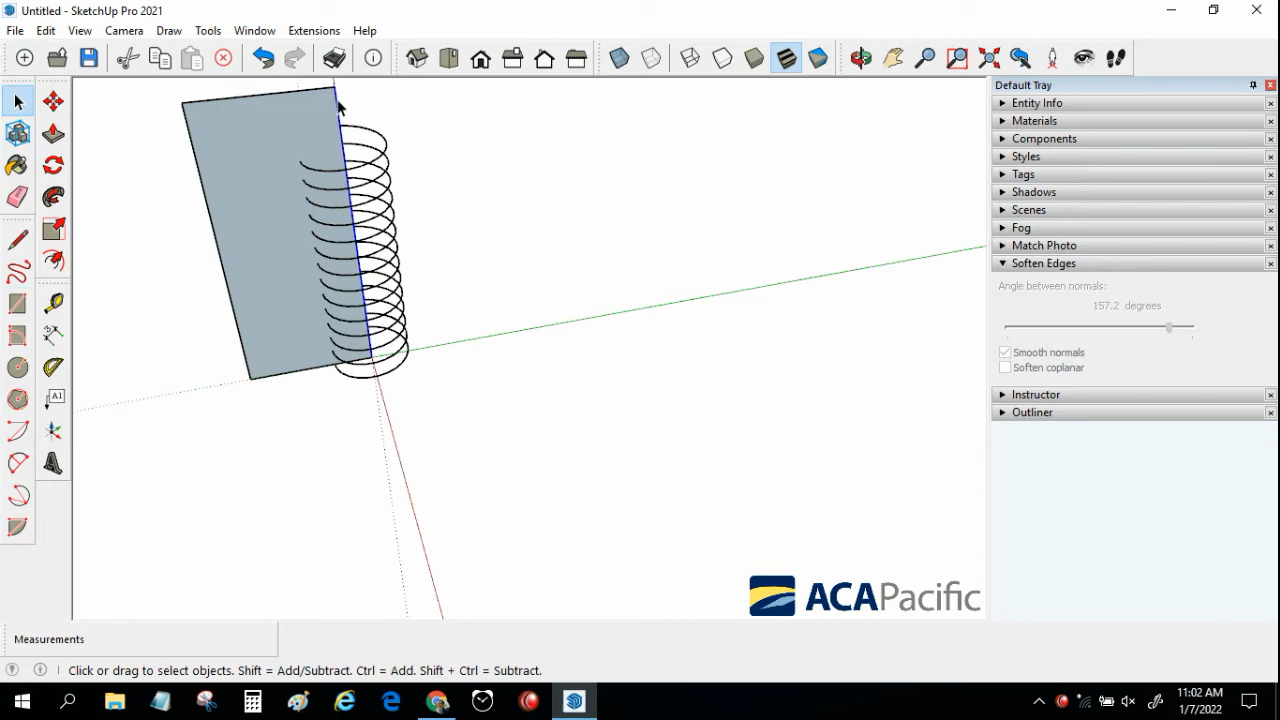 Untitled - SketchUp Pro 2021
File Edit View Camera Draw Tools Window Extensions Help
Default Tray
Entity Info
Materials
Components
Styles
Tags
Shadows
Scenes
Fog
Match Photo
Soften Edges
Angle between normals:
157.2 degrees
Smooth normals
Soften coplanar
Instructor
Outliner
A1
ACAPacific
Measurements
Click or drag to select objects. Shift = Add/Subtract. Ctrl = Add. Shift + Ctrl = Subtract.
11:02 AM
1/7/2022